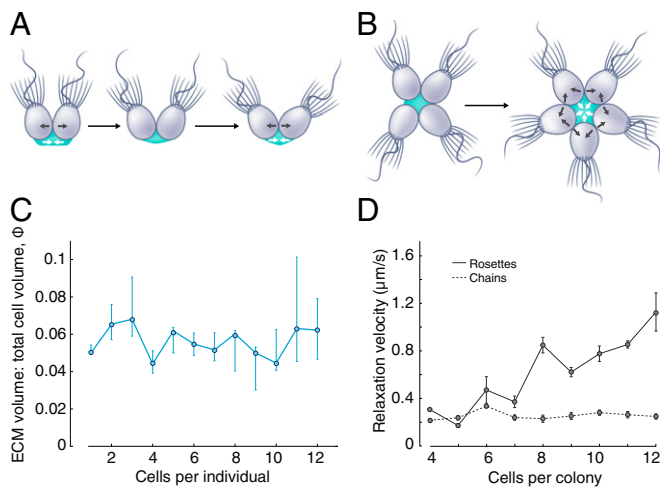 A
B
C
ECM volume: total cell volume, Φ
0.1
0.08
0.06
0.04
0.02
0
2 4 6 8 10 12
Cells per individual
D
Relaxation velocity (µm/s)
1.6
1.2
0.8
0.4
0
Rosettes
Chains
4 6 8 10 12
Cells per colony